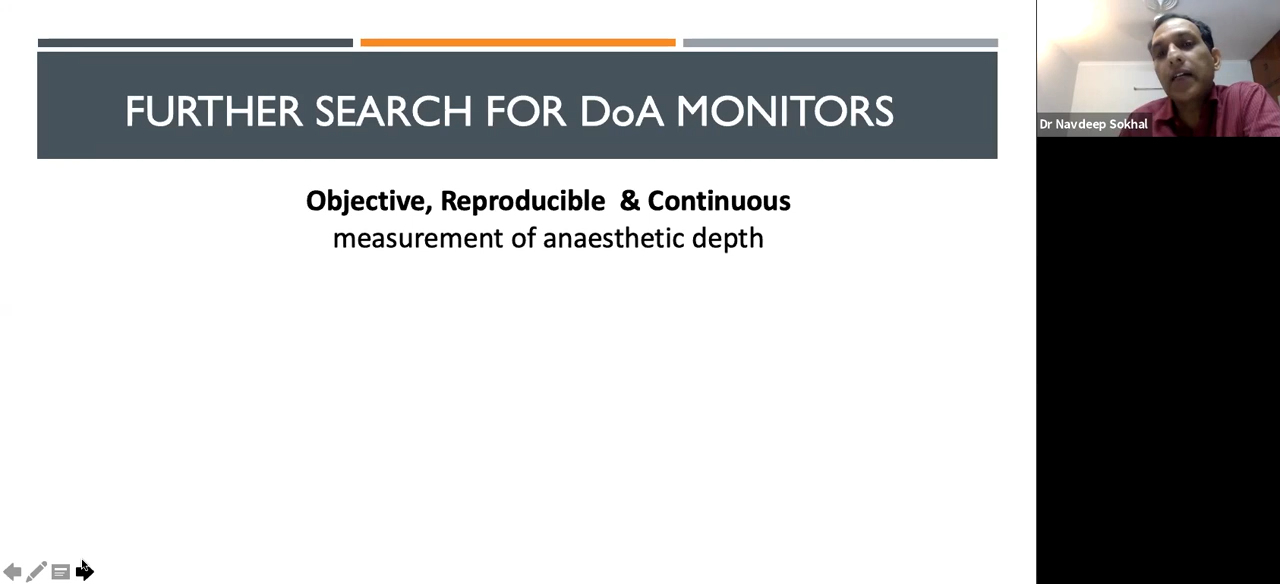 FURTHER SEARCH FOR DoA MONITORS
Objective, Reproducible & Continuous
measurement of anaesthetic depth
Dr Navdeep Sokhal